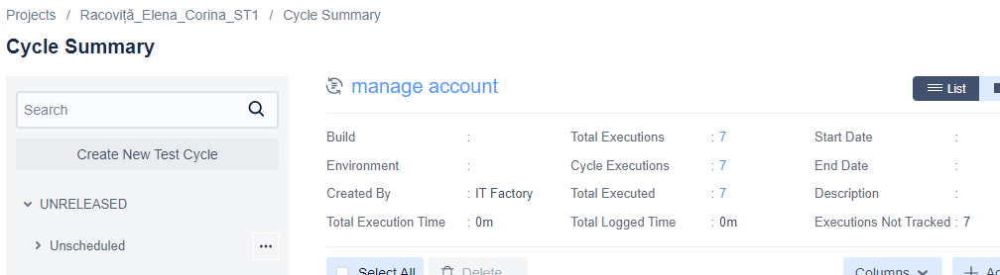 Projects / Racoviță_Elena_Corina_ST1 / Cycle Summary
Cycle Summary
Search
Create New Test Cycle
UNRELEASED
Unscheduled
manage account
List
Build :
Total Executions : 7
Start Date :
Environment :
Cycle Executions : 7
End Date :
Created By : IT Factory
Total Executed : 7
Description :
Total Execution Time : 0m
Total Logged Time : 0m
Executions Not Tracked : 7
Select All
Delete
Columns